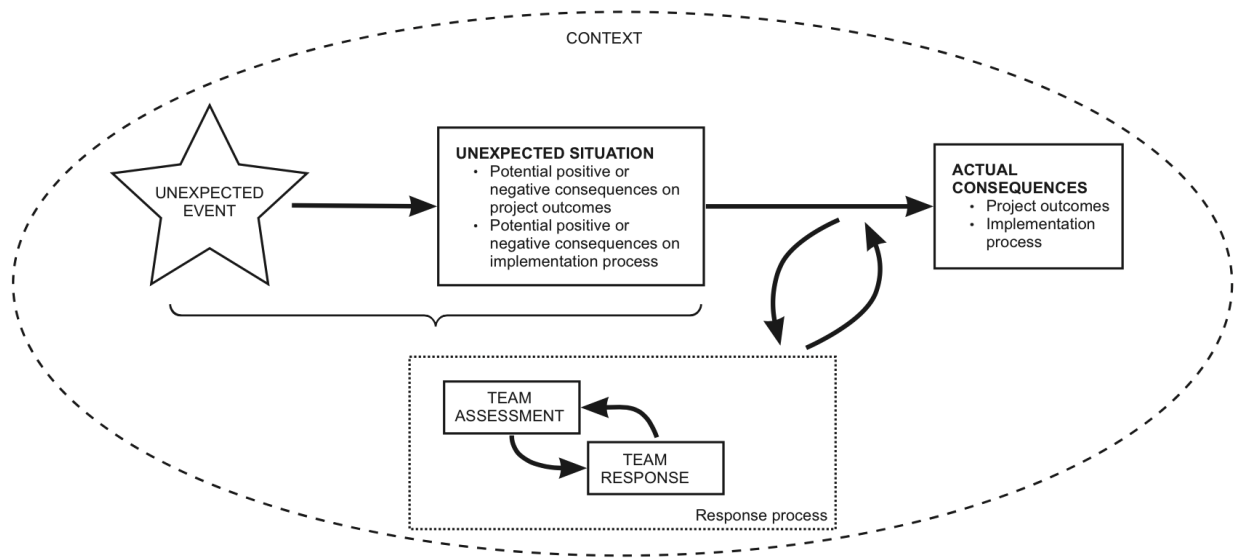 CONTEXT
UNEXPECTED
EVENT
UNEXPECTED SITUATION
• Potential positive or
negative consequences on
project outcomes
• Potential positive or
negative consequences on
implementation process
ACTUAL
CONSEQUENCES
• Project outcomes
• Implementation
process
TEAM
ASSESSMENT
TEAM
RESPONSE
Response process